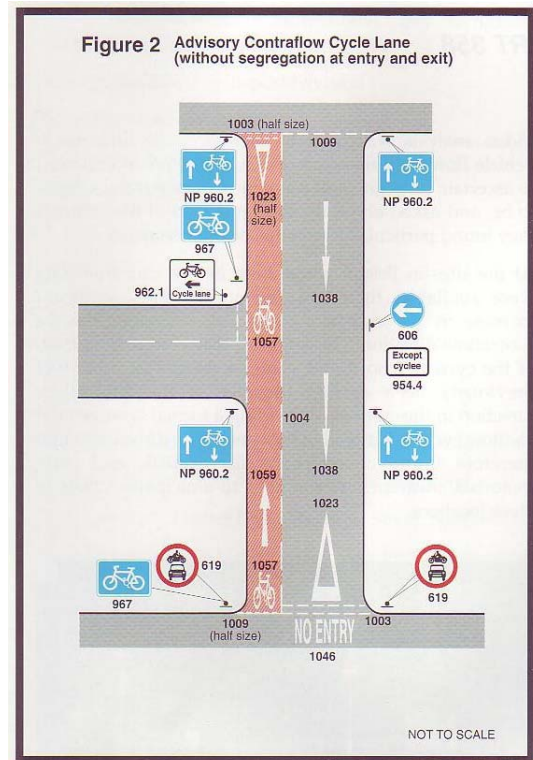 Figure 2 Advisory Contraflow Cycle Lane
(without segregation at entry and exit)
1003 (half size)
1009
NP 960.2
1023
(half
size)
NP 960.2
967
962.1
Cycle lane
1038
606
1057
Except
cyclee
954.4
1004
NP 960.2
1059
1038
NP 960.2
1023
619
1057
619
967
1009
(half size)
NO ENTRY
1003
1046
NOT TO SCALE